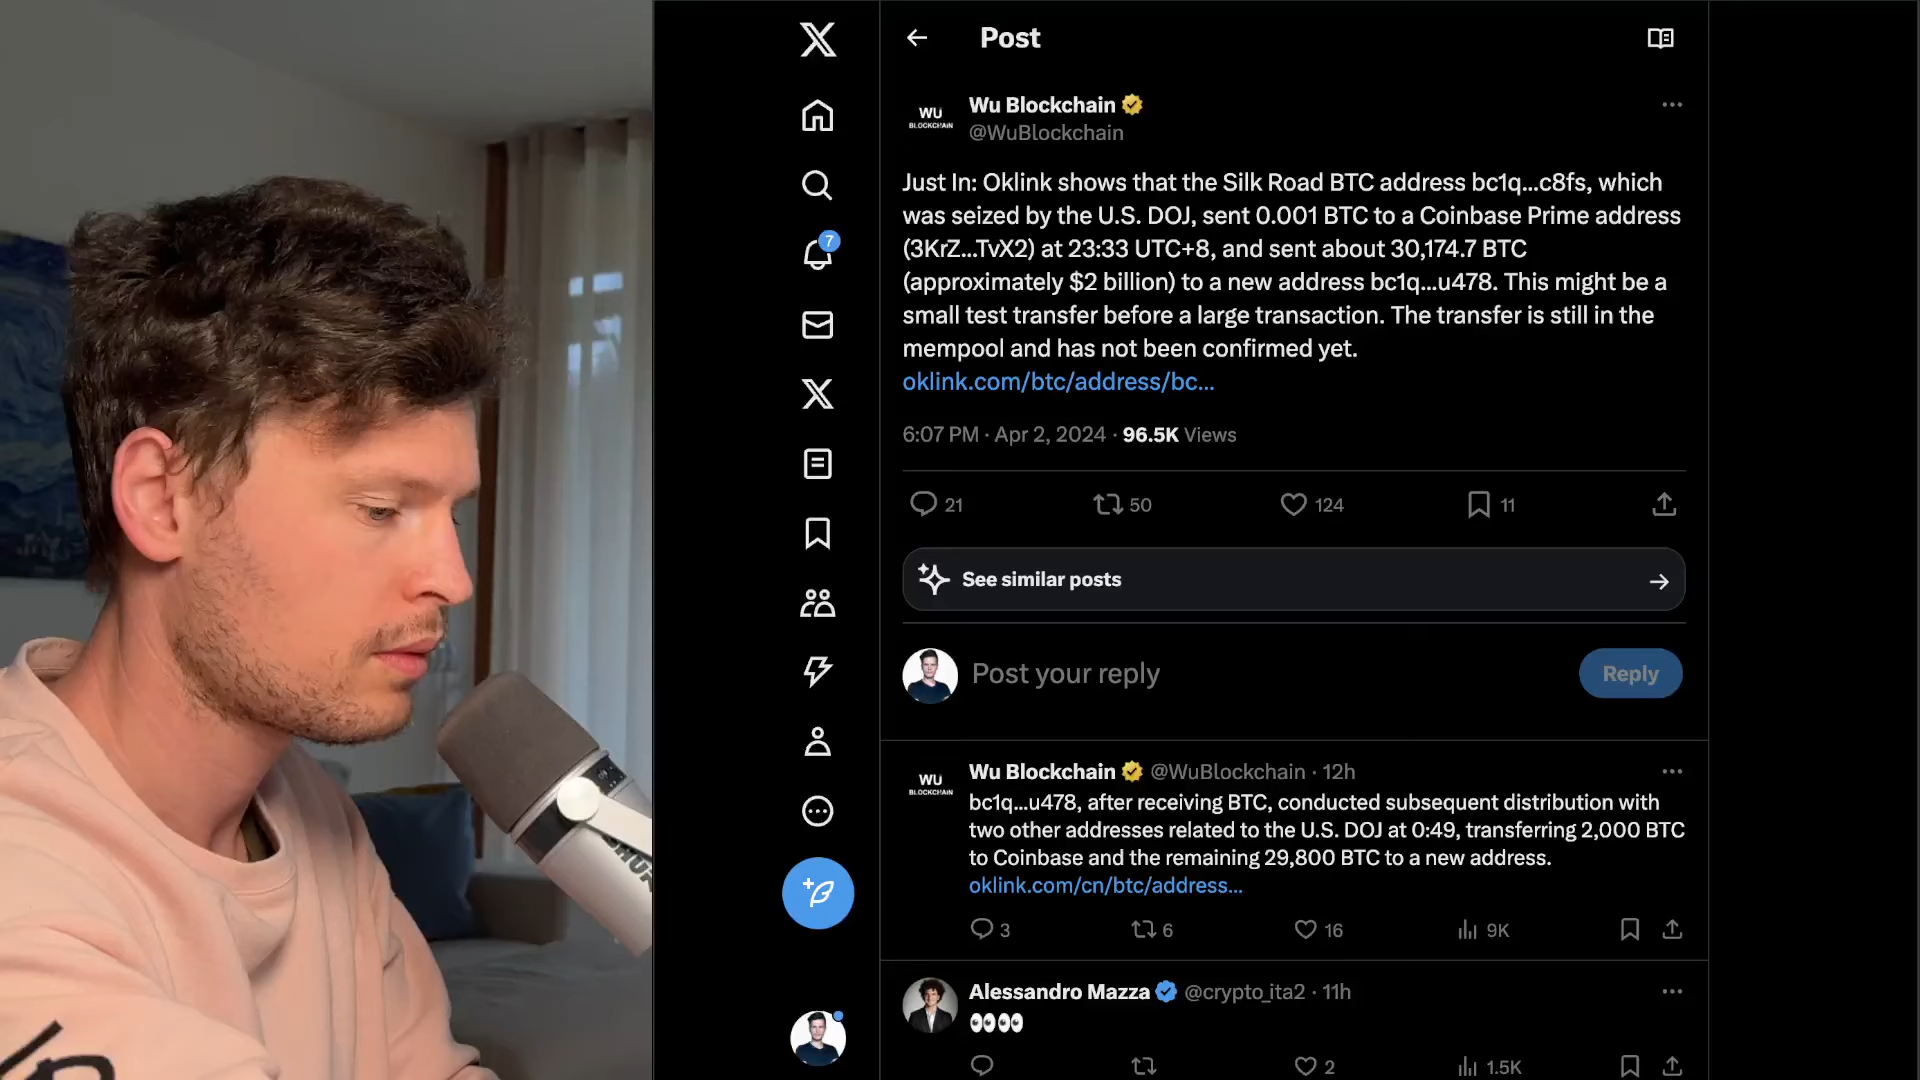 Post
WU
BLOCKCHAIN
Wu Blockchain
@WuBlockchain
Just In: Oklink shows that the Silk Road BTC address bc1q...c8fs, which
was seized by the U.S. DOJ, sent 0.001 BTC to a Coinbase Prime address
(3KrZ...TvX2) at 23:33 UTC+8, and sent about 30,174.7 BTC
(approximately $2 billion) to a new address bc1q...u478. This might be a
small test transfer before a large transaction. The transfer is still in the
mempool and has not been confirmed yet.
oklink.com/btc/address/bc...
6:07 PM · Apr 2, 2024 · 96.5K Views
21 50 124 11
See similar posts
Post your reply
Reply
WU
BLOCKCHAIN
Wu Blockchain @WuBlockchain · 12h
bc1q...u478, after receiving BTC, conducted subsequent distribution with
two other addresses related to the U.S. DOJ at 0:49, transferring 2,000 BTC
to Coinbase and the remaining 29,800 BTC to a new address.
oklink.com/cn/btc/address...
3 6 16 9K
Alessandro Mazza @crypto_ita2 · 11h
👀👀
2 1.5K
7